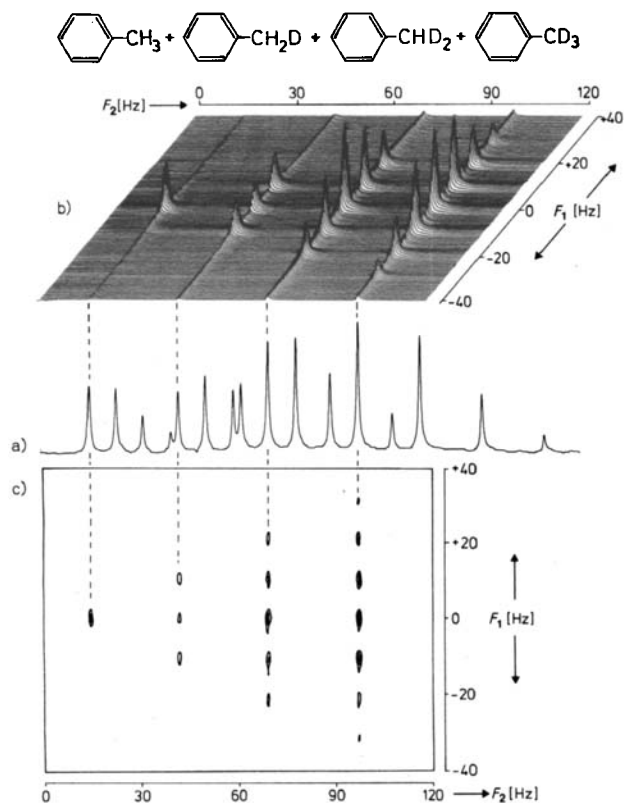 CH3 + CH2D + CHD2 + CD3
F2 [Hz] → 0 30 60 90 120
b)
+40
+20
0
F1 [Hz]
-20
-40
a)
c)
+40
+20
0
F1 [Hz]
-20
-40
0 30 60 90 120 → F2 [Hz]